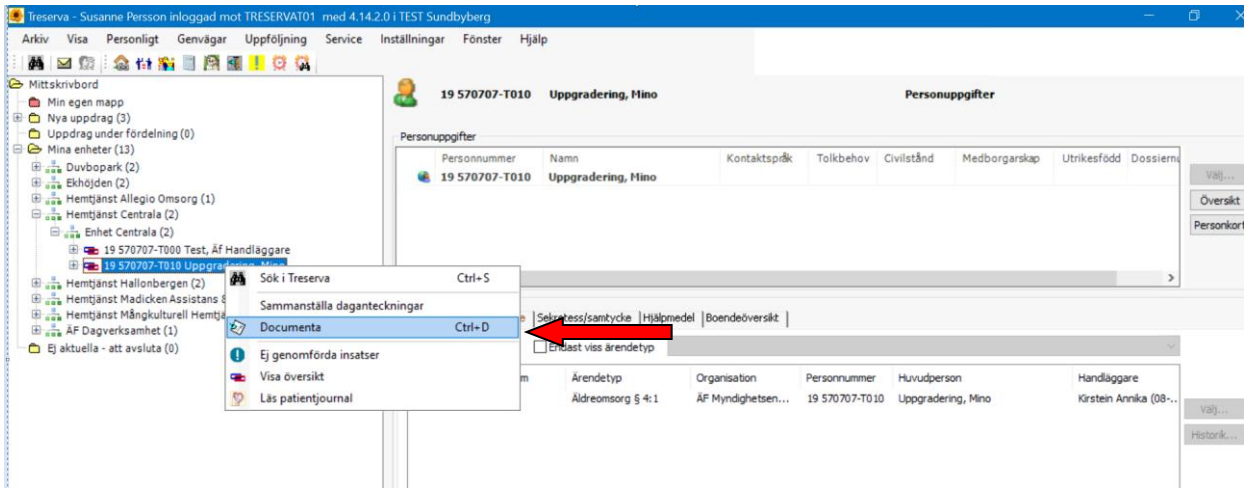 Treserva - Susanne Persson inloggad mot TRESERVAT01 med 4.14.2.0 i TEST Sundbyberg
Arkiv Visa Personligt Genvägar Uppföljning Service Inställningar Fönster Hjälp
Mittskrivbord
Min egen mapp
Nya uppdrag (3)
Uppdrag under fördelning (0)
Mina enheter (13)
Duvbopark (2)
Ekhöjden (2)
Hemtjänst Allegio Omsorg (1)
Hemtjänst Centrala (2)
Enhet Centrala (2)
19 570707-T000 Test, Äf Handläggare
19 570707-T010 Uppgradering, Mino
Hemtjänst Hallonbergen (2)
Hemtjänst Madicken Assistans &
Hemtjänst Mångkulturell Hemtjä
ÄF Dagverksamhet (1)
Ej aktuella - att avsluta (0)
Sök i Treserva Ctrl+S
Sammanställa daganteckningar
Documenta Ctrl+D
Ej genomförda insatser
Visa översikt
Läs patientjournal
19 570707-T010 Uppgradering, Mino Personuppgifter
Personuppgifter
Personnummer Namn Kontaktspråk Tolkbehov Civilstånd Medborgarskap Utrikesfödd Dossiernu
19 570707-T010 Uppgradering, Mino
Välj...
Översikt
Personkort
Sekretess/samtycke Hjälpmedel Boendeöversikt
Endast viss ärendetyp
Ärendetyp Organisation Personnummer Huvudperson Handläggare
Äldreomsorg § 4:1 ÄF Myndighetsen... 19 570707-T010 Uppgradering, Mino Kirstein Annika (08-...
Välj...
Historik...